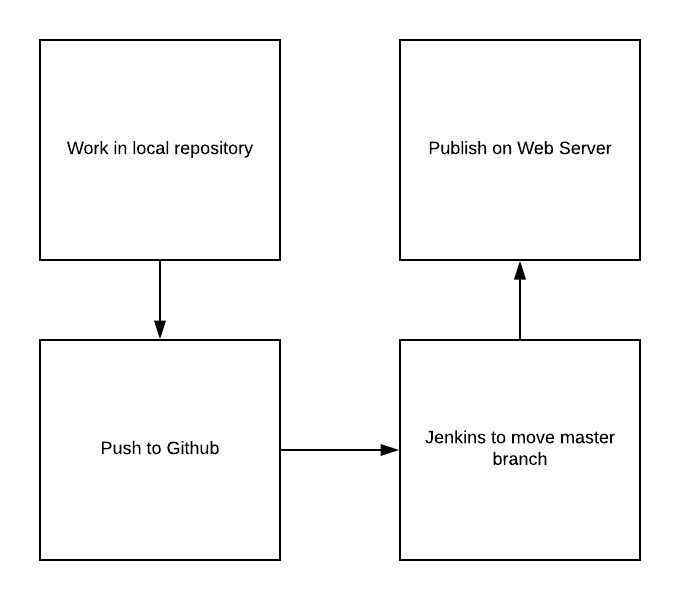 Work in local repository
Publish on Web Server
Push to Github
Jenkins to move master
branch